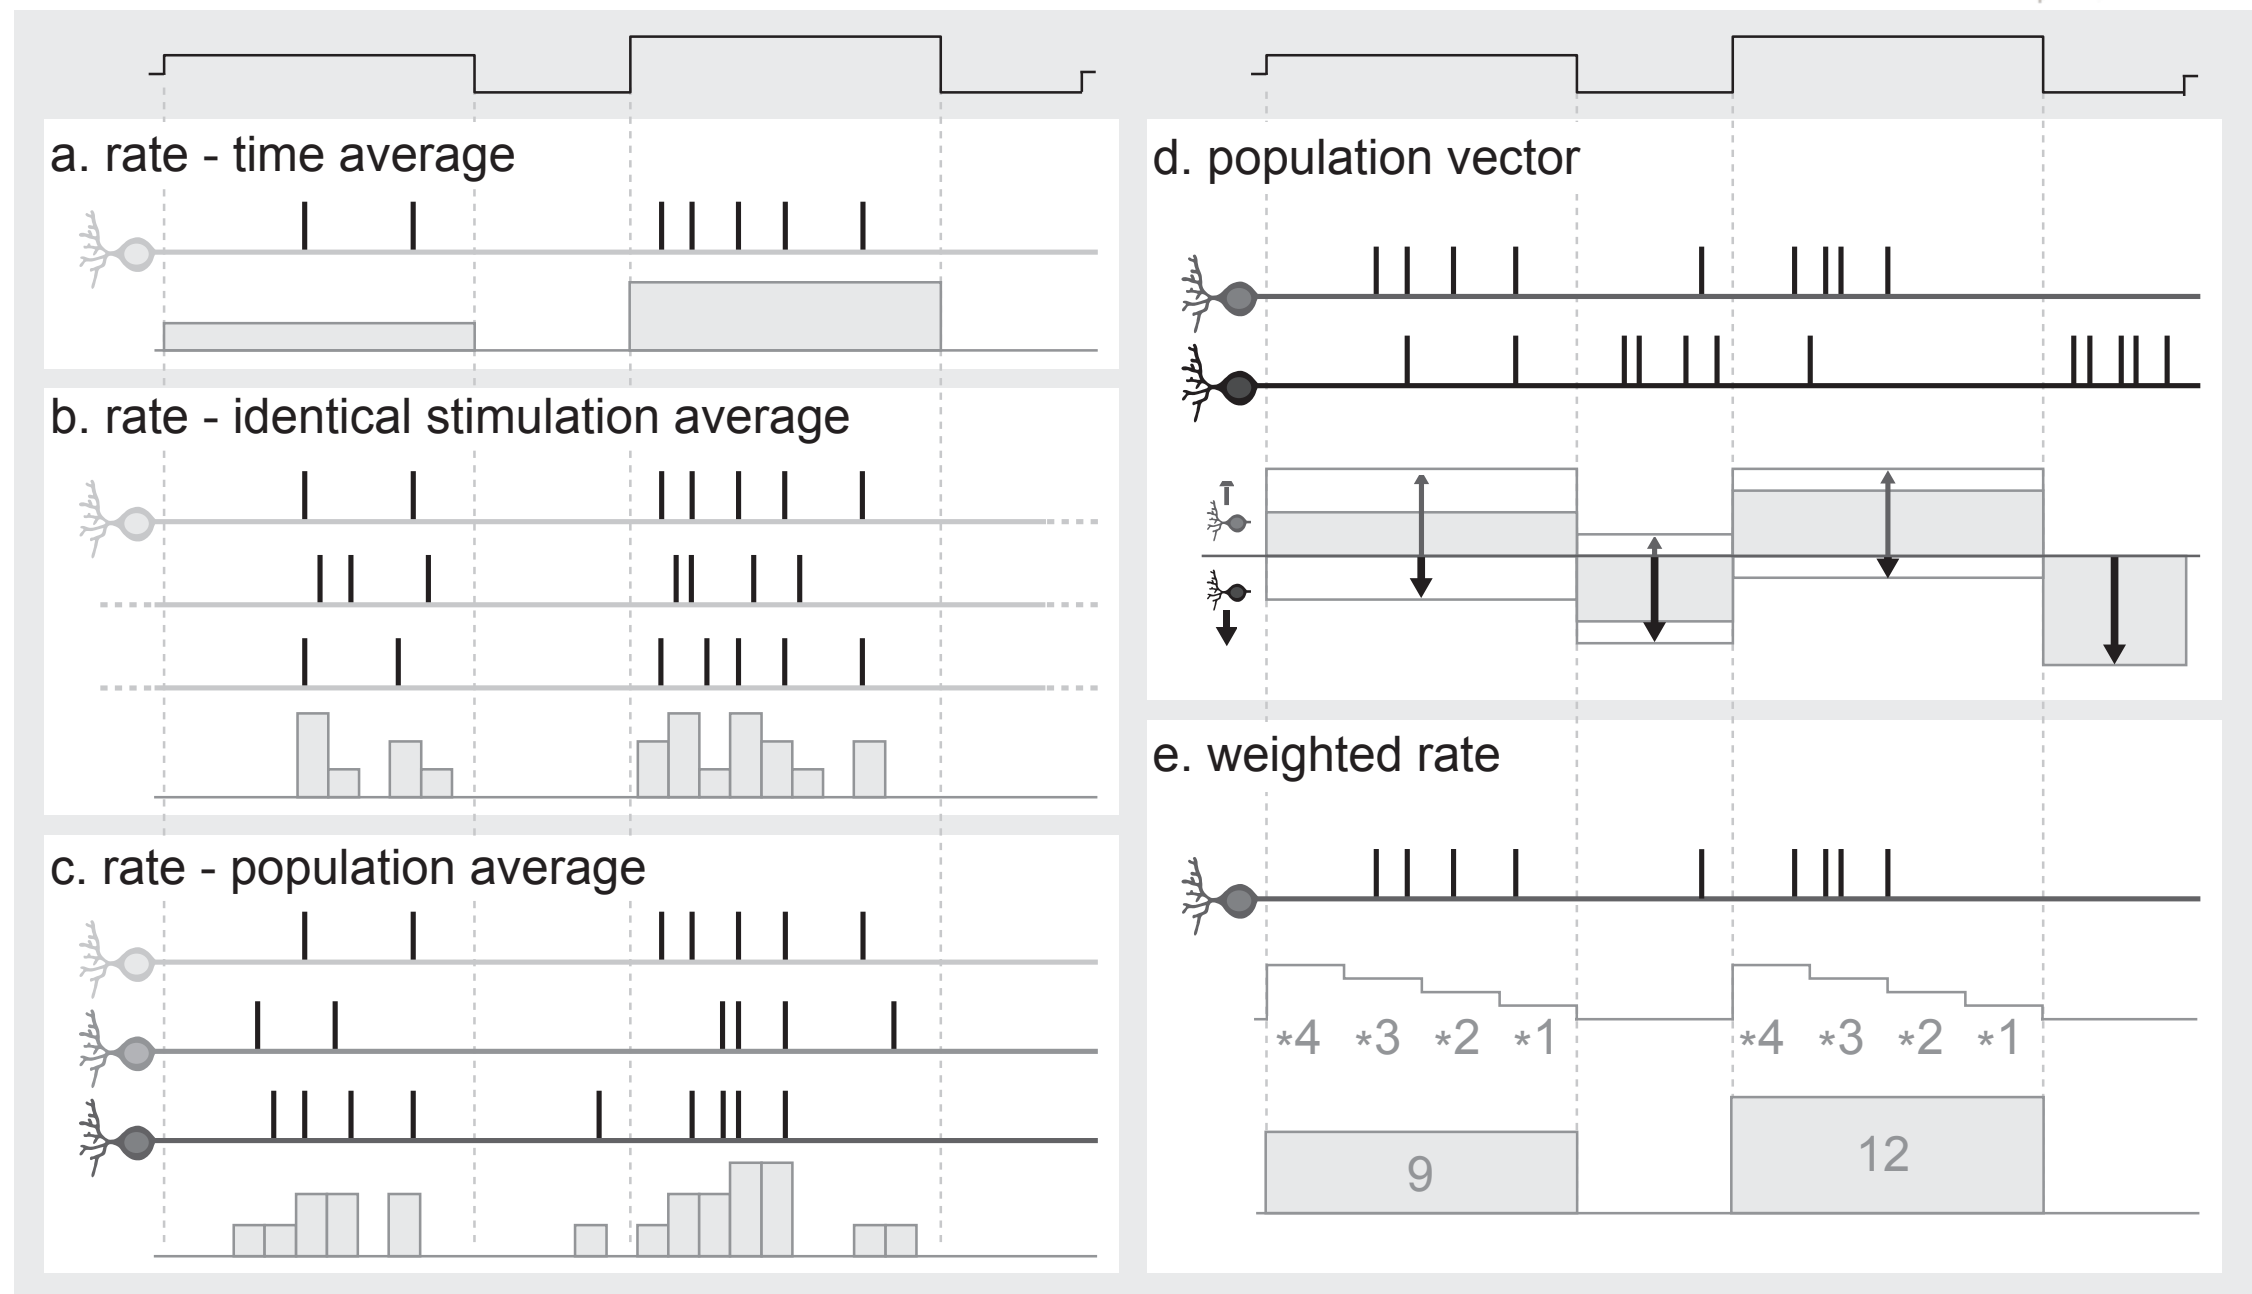 a. rate - time average
b. rate - identical stimulation average
c. rate - population average
d. population vector
e. weighted rate
*4 *3 *2 *1 *4 *3 *2 *1
9 12